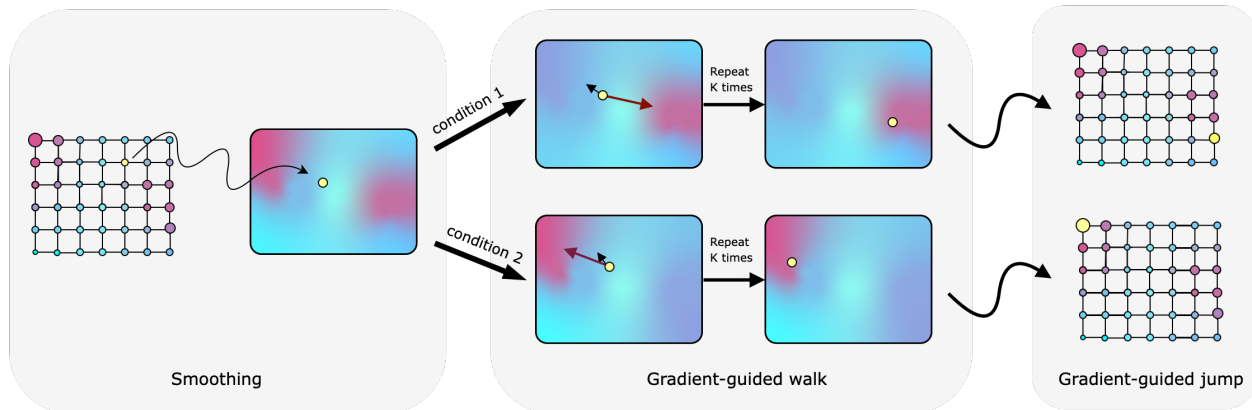 condition 1
condition 2
Repeat
K times
Repeat
K times
Smoothing
Gradient-guided walk
Gradient-guided jump